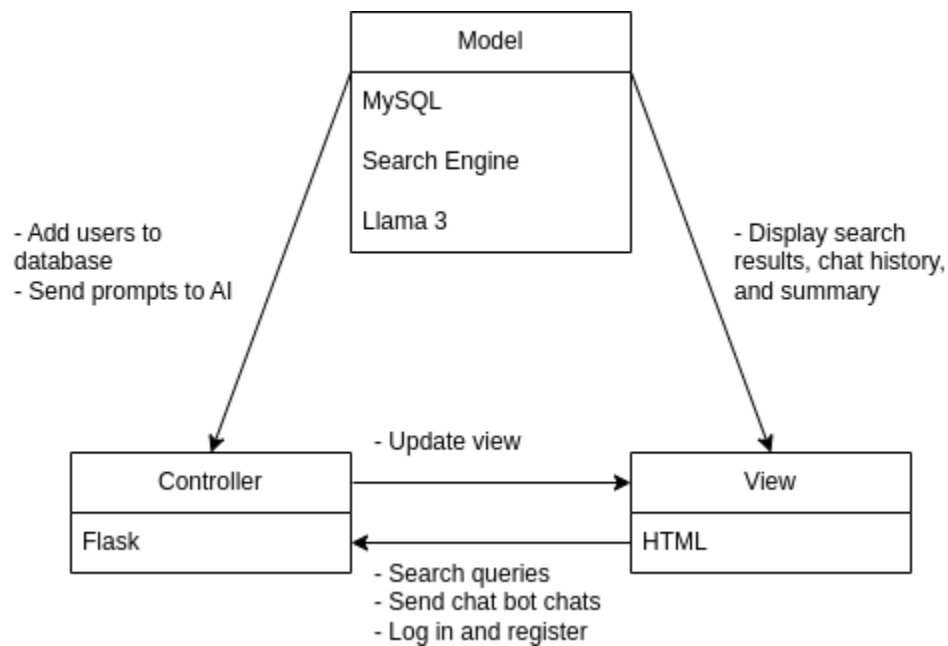 Model
MySQL
Search Engine
Llama 3
- Add users to
database
- Send prompts to AI
- Display search
results, chat history,
and summary
- Update view
Controller
Flask
View
HTML
- Search queries
- Send chat bot chats
- Log in and register